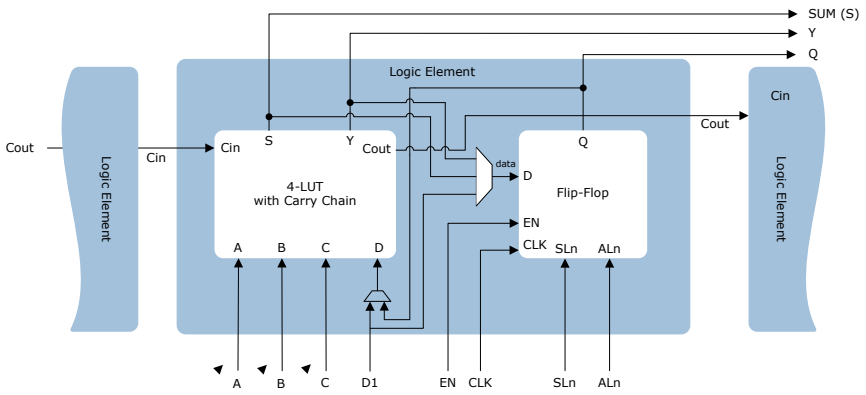 SUM (S)
Y
Q
Logic Element
Cin
Cout
Cout
Cin
Logic Element
Cin
S
Y
Cout
4-LUT
with Carry Chain
A
B
C
D
data
Q
D
Flip-Flop
EN
CLK
SLn
ALn
Logic Element
A
B
C
D1
EN
CLK
SLn
ALn